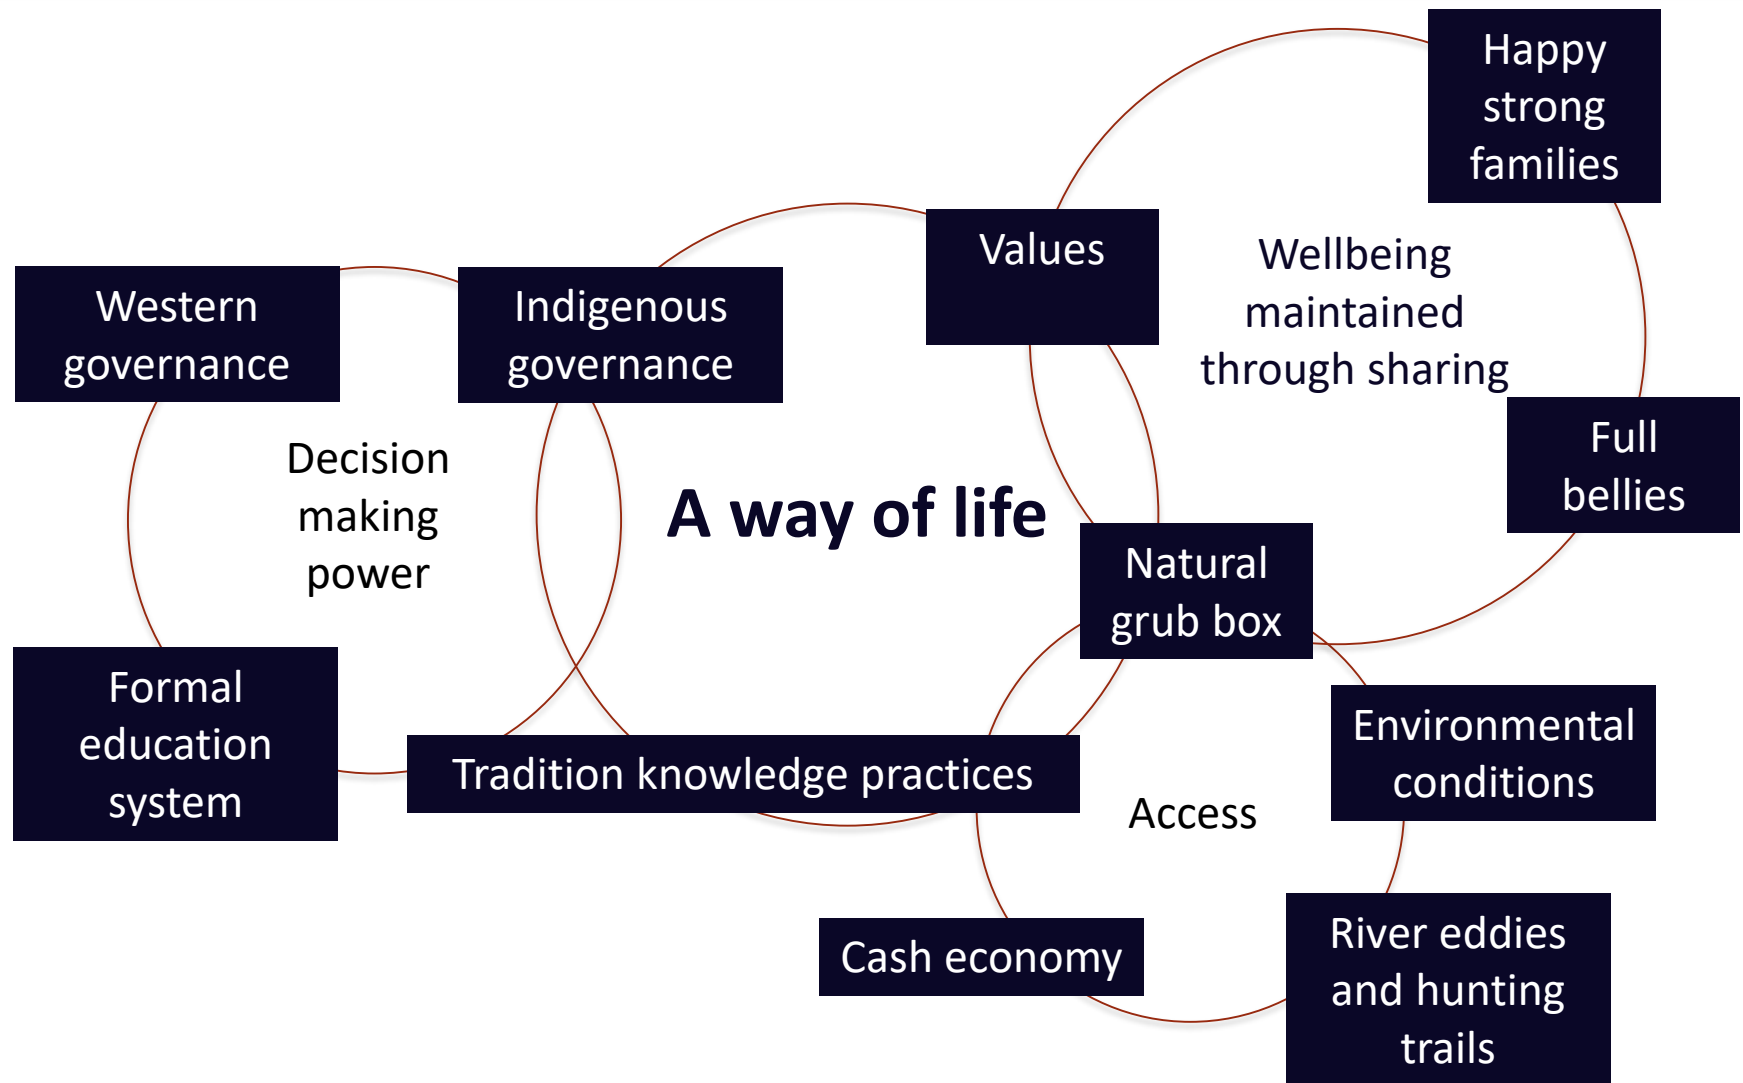 Happy
strong
families
Values
Wellbeing
maintained
through sharing
Western
governance
Indigenous
governance
Full
bellies
Decision
making
power
A way of life
Natural
grub box
Formal
education
system
Tradition knowledge practices
Environmental
conditions
Access
Cash economy
River eddies
and hunting
trails